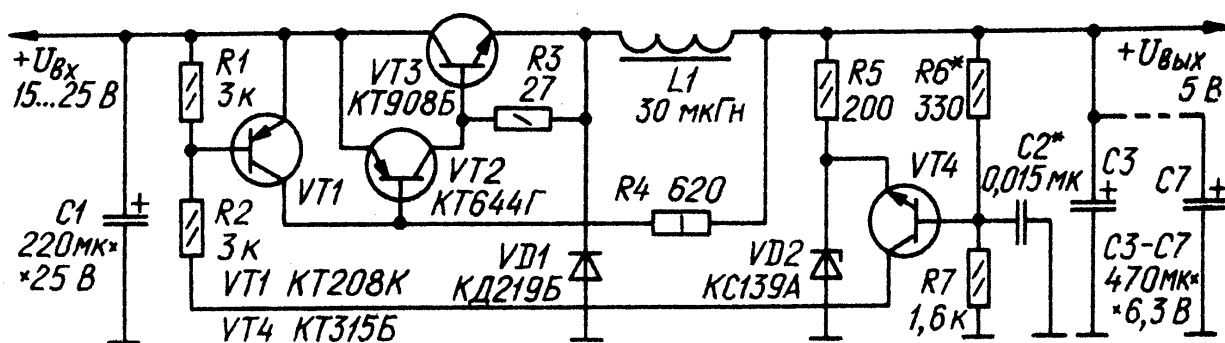 +Uвх
15...25 В
R1
3к
VT1
R2
3к
C1
220мк×
×25 В
VT3
КТ908Б
R3
27
VT2
КТ644Г
L1
30 мкГн
R4 620
VD1
КД219Б
VT1 КТ208К
VT4 КТ315Б
R5
200
R6*
330
VT4
VD2
КС139А
C2*
0,015 мк
R7
1,6 к
+Uвых
5 В
C3
+
C7
+
C3-C7
470мк×
×6,3 В
+